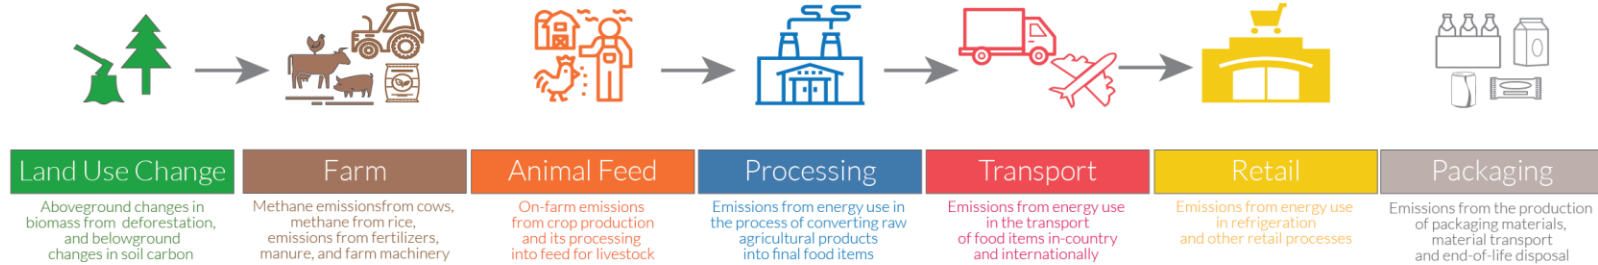 Land Use Change
Aboveground changes in
biomass from deforestation,
and belowground
changes in soil carbon
Farm
Methane emissionsfrom cows,
methane from rice,
emissions from fertilizers,
manure, and farm machinery
Animal Feed
On-farm emissions
from crop production
and its processing
into feed for livestock
Processing
Emissions from energy use in
the process of converting raw
agricultural products
into final food items
Transport
Emissions from energy use
in the transport
of food items in-country
and internationally
Retail
Emissions from energy use
in refrigeration
and other retail processes
Packaging
Emissions from the production
of packaging materials,
material transport
and end-of-life disposal